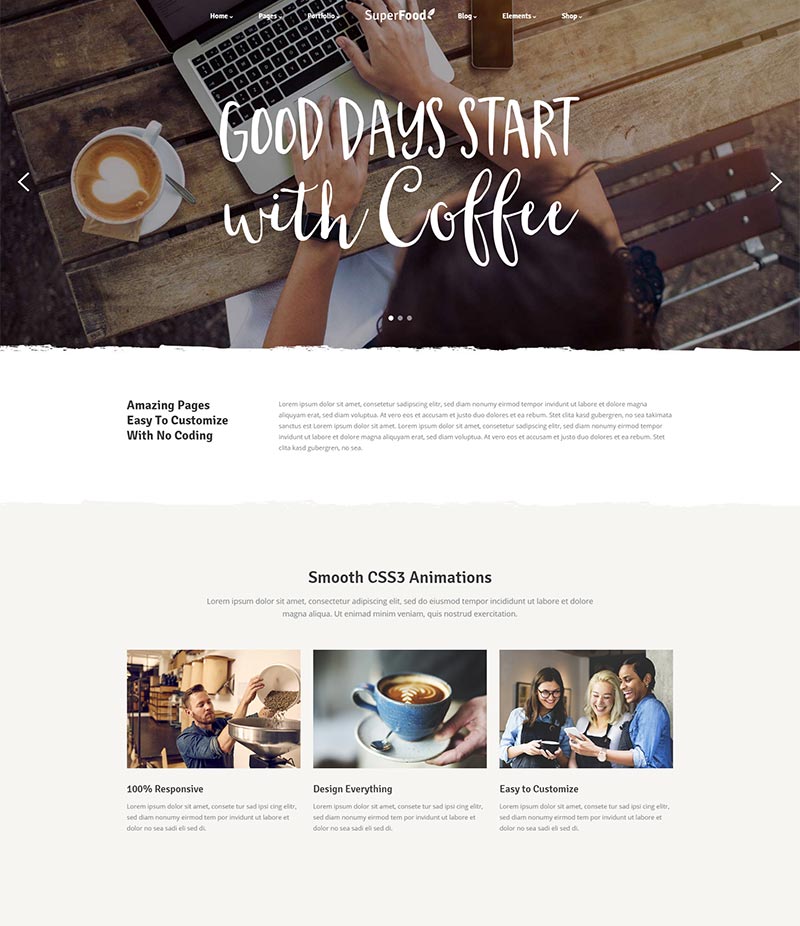 Home Pages Portfolio SuperFood Blog Elements Shop
GOOD DAYS START
with Coffee
Amazing Pages
Easy To Customize
With No Coding
Lorem ipsum dolor sit amet, consetetur sadipscing elitr, sed diam nonumy eirmod tempor invidunt ut labore et dolore magna
aliquyam erat, sed diam voluptua. At vero eos et accusam et justo duo dolores et ea rebum. Stet clita kasd gubergren, no sea takimata
sanctus est Lorem ipsum dolor sit amet. Lorem ipsum dolor sit amet, consetetur sadipscing elitr, sed diam nonumy eirmod tempor
invidunt ut labore et dolore magna aliquyam erat, sed diam voluptua. At vero eos et accusam et justo duo dolores et ea rebum. Stet
clita kasd gubergren, no sea.
Smooth CSS3 Animations
Lorem ipsum dolor sit amet, consectetur adipiscing elit, sed do eiusmod tempor incididunt ut labore et dolore
magna aliqua. Ut enimad minim veniam, quis nostrud exercitation.
100% Responsive
Lorem ipsum dolor sit amet, consete tur sad ipsi cing elitr,
sed diam nonumy eirmod tempor invidunt ut labore et
dolor no sea sadi eli sed di.
Design Everything
Lorem ipsum dolor sit amet, consete tur sad ipsi cing elitr,
sed diam nonumy eirmod tempor invidunt ut labore et
dolor no sea sadi eli sed di.
Easy to Customize
Lorem ipsum dolor sit amet, consete tur sad ipsi cing elitr,
sed diam nonumy eirmod tempor invidunt ut labore et
dolor no sea sadi eli sed di.